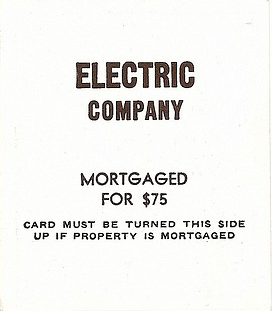 ELECTRIC
COMPANY
MORTGAGED
FOR $75
CARD MUST BE TURNED THIS SIDE
UP IF PROPERTY IS MORTGAGED